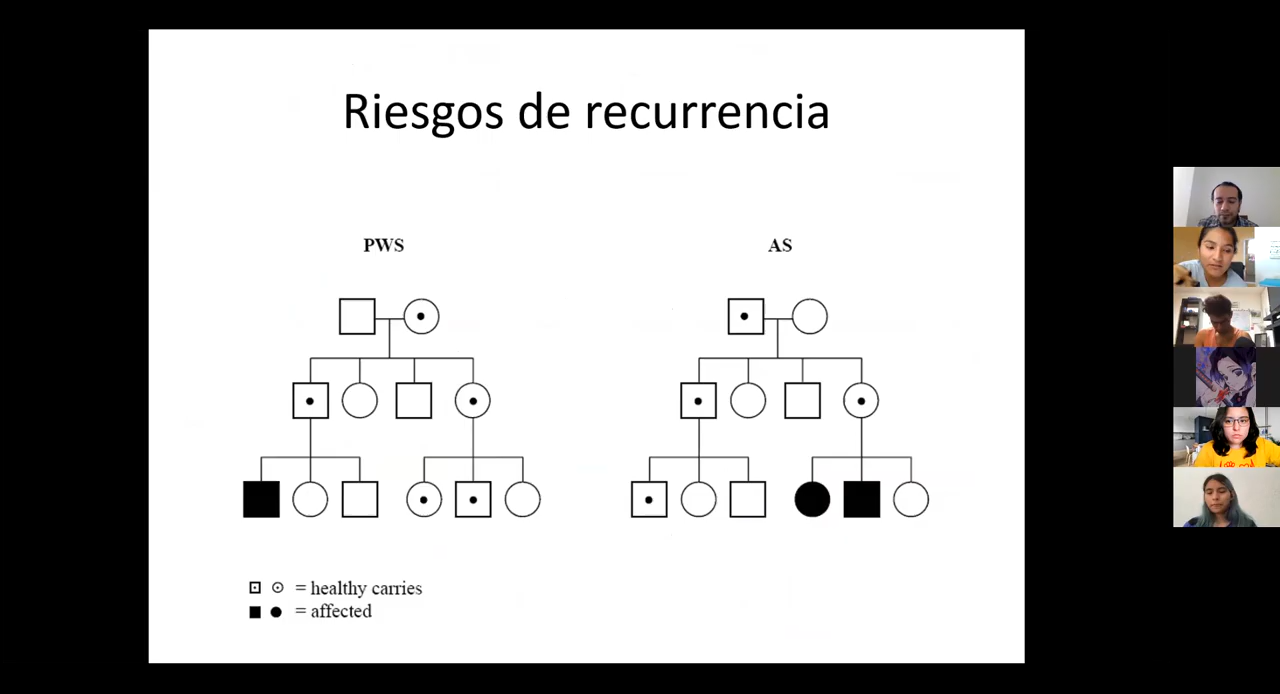 Riesgos de recurrencia
PWS
AS
= healthy carries
= affected